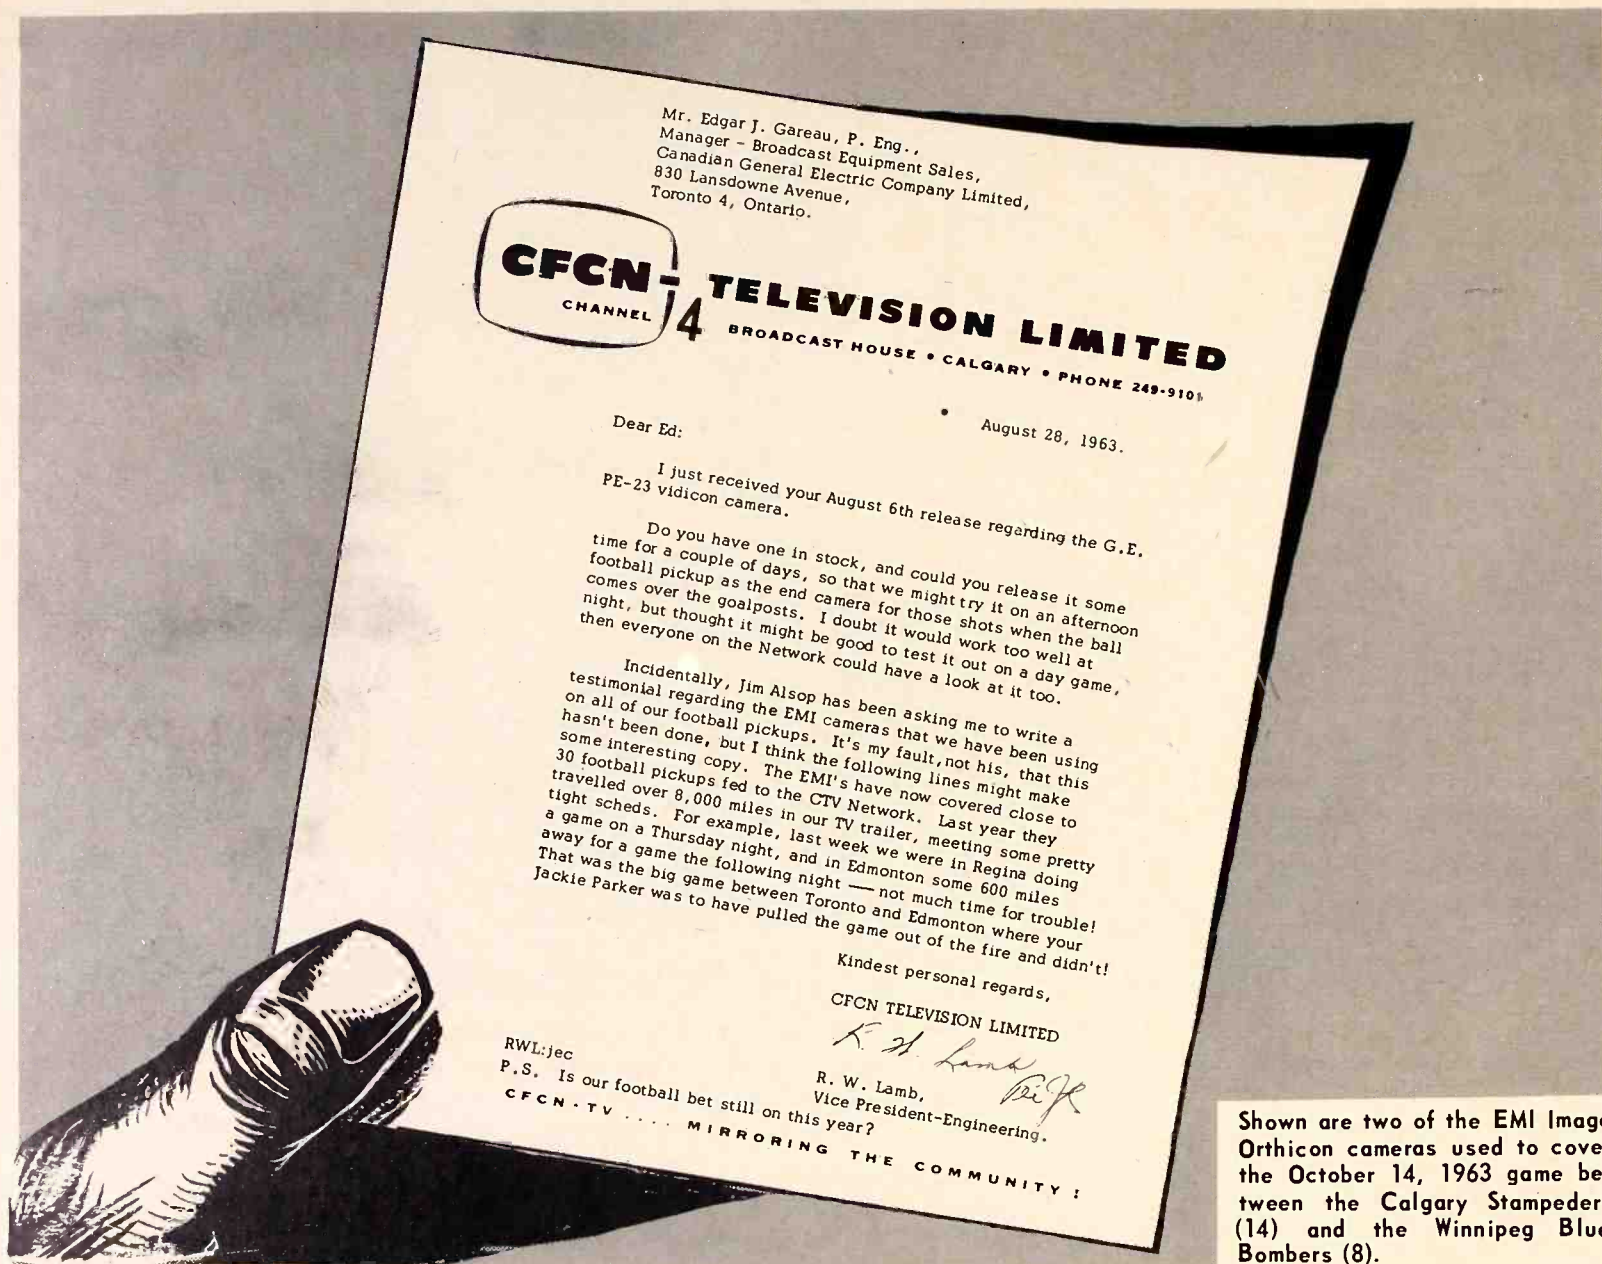 Mr. Edgar J. Gareau, P. Eng.,
Manager - Broadcast Equipment Sales,
Canadian General Electric Company Limited,
830 Lansdowne Avenue,
Toronto 4, Ontario.
CFCN - TELEVISION LIMITED
CHANNEL 4 BROADCAST HOUSE • CALGARY • PHONE 249-9101
August 28, 1963.
Dear Ed:
I just received your August 6th release regarding the G.E.
PE-23 vidicon camera.
Do you have one in stock, and could you release it some
time for a couple of days, so that we might try it on an afternoon
football pickup as the end camera for those shots when the ball
comes over the goalposts. I doubt it would work too well at
night, but thought it might be good to test it out on a day game,
then everyone on the Network could have a look at it too.
Incidentally, Jim Alsop has been asking me to write a
testimonial regarding the EMI cameras that we have been using
on all of our football pickups. It's my fault, not his, that this
hasn't been done, but I think the following lines might make
some interesting copy. The EMI's have now covered close to
30 football pickups fed to the CTV Network. Last year they
travelled over 8,000 miles in our TV trailer, meeting some pretty
tight scheds. For example, last week we were in Regina doing
a game on a Thursday night, and in Edmonton some 600 miles
away for a game the following night — not much time for trouble!
That was the big game between Toronto and Edmonton where your
Jackie Parker was to have pulled the game out of the fire and didn't!
Kindest personal regards,
CFCN TELEVISION LIMITED
Lamb
R. W. Lamb,
Vice President-Engineering.
RWL:jec
P.S. Is our football bet still on this year?
CFCN-TV .... MIRRORING THE COMMUNITY !
Shown are two of the EMI Image
Orthicon cameras used to cove
the October 14, 1963 game be-
tween the Calgary Stampeder
(14) and the Winnipeg Blue
Bombers (8).